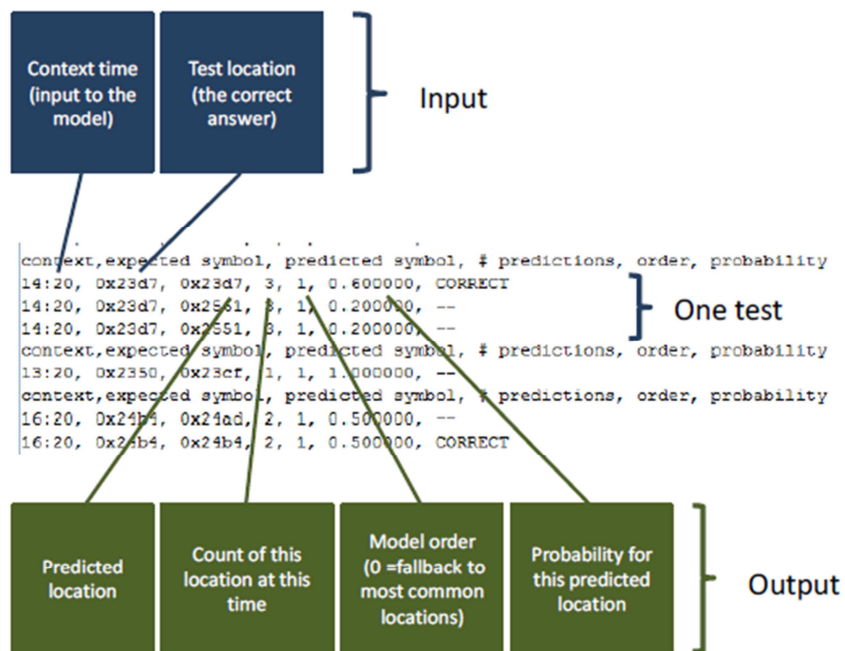 Context time
(input to the
model)
Test location
(the correct
answer)
Input
context,expected symbol, predicted symbol, # predictions, order, probability
14:20, 0x23d7, 0x23d7, 3, 1, 0.600000, CORRECT
14:20, 0x23d7, 3, 1, 0.200000, --
14:20, 0x23d7, 0x2551, 3, 1, 0.200000, --
One test
context,expected symbol, predicted symbol, # predictions, order, probability
13:20, 0x2350, 0x23cf, 1, 1, 1.000000, --
context,expected symbol, predicted symbol, # predictions, order, probability
16:20, 0x24b4, 0x24ad, 2, 1, 0.500000, --
16:20, 0x24b4, 0x24b4, 2, 1, 0.500000, CORRECT
Predicted
location
Count of this
location at this
time
Model order
(0 =fallback to
most common
locations)
Probability for
this predicted
location
Output